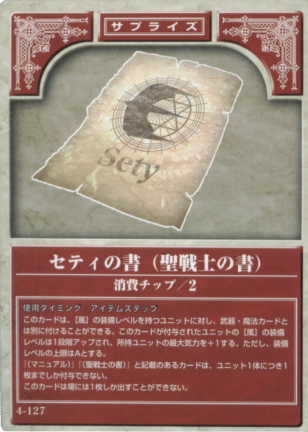 サプライズ
Sety
セティの書（聖戦士の書）
消費チップ／2
使用タイミング　アイテムステップ
このカードは、［風］の装備レベルを持つユニットに対し、武器・魔法カードと
は別に付けることができる。このカードが付与されたユニットの［風］の装備
レベルは1段階アップされ、所持ユニットの最大気力を＋1する。ただし、装備
レベルの上限はAとする。
「（マニュアル）」「（聖戦士の書）」と記載のあるカードは、ユニット1体につき1
枚までしか付与できない。
このカードは場には1枚しか出すことができない。
4-127